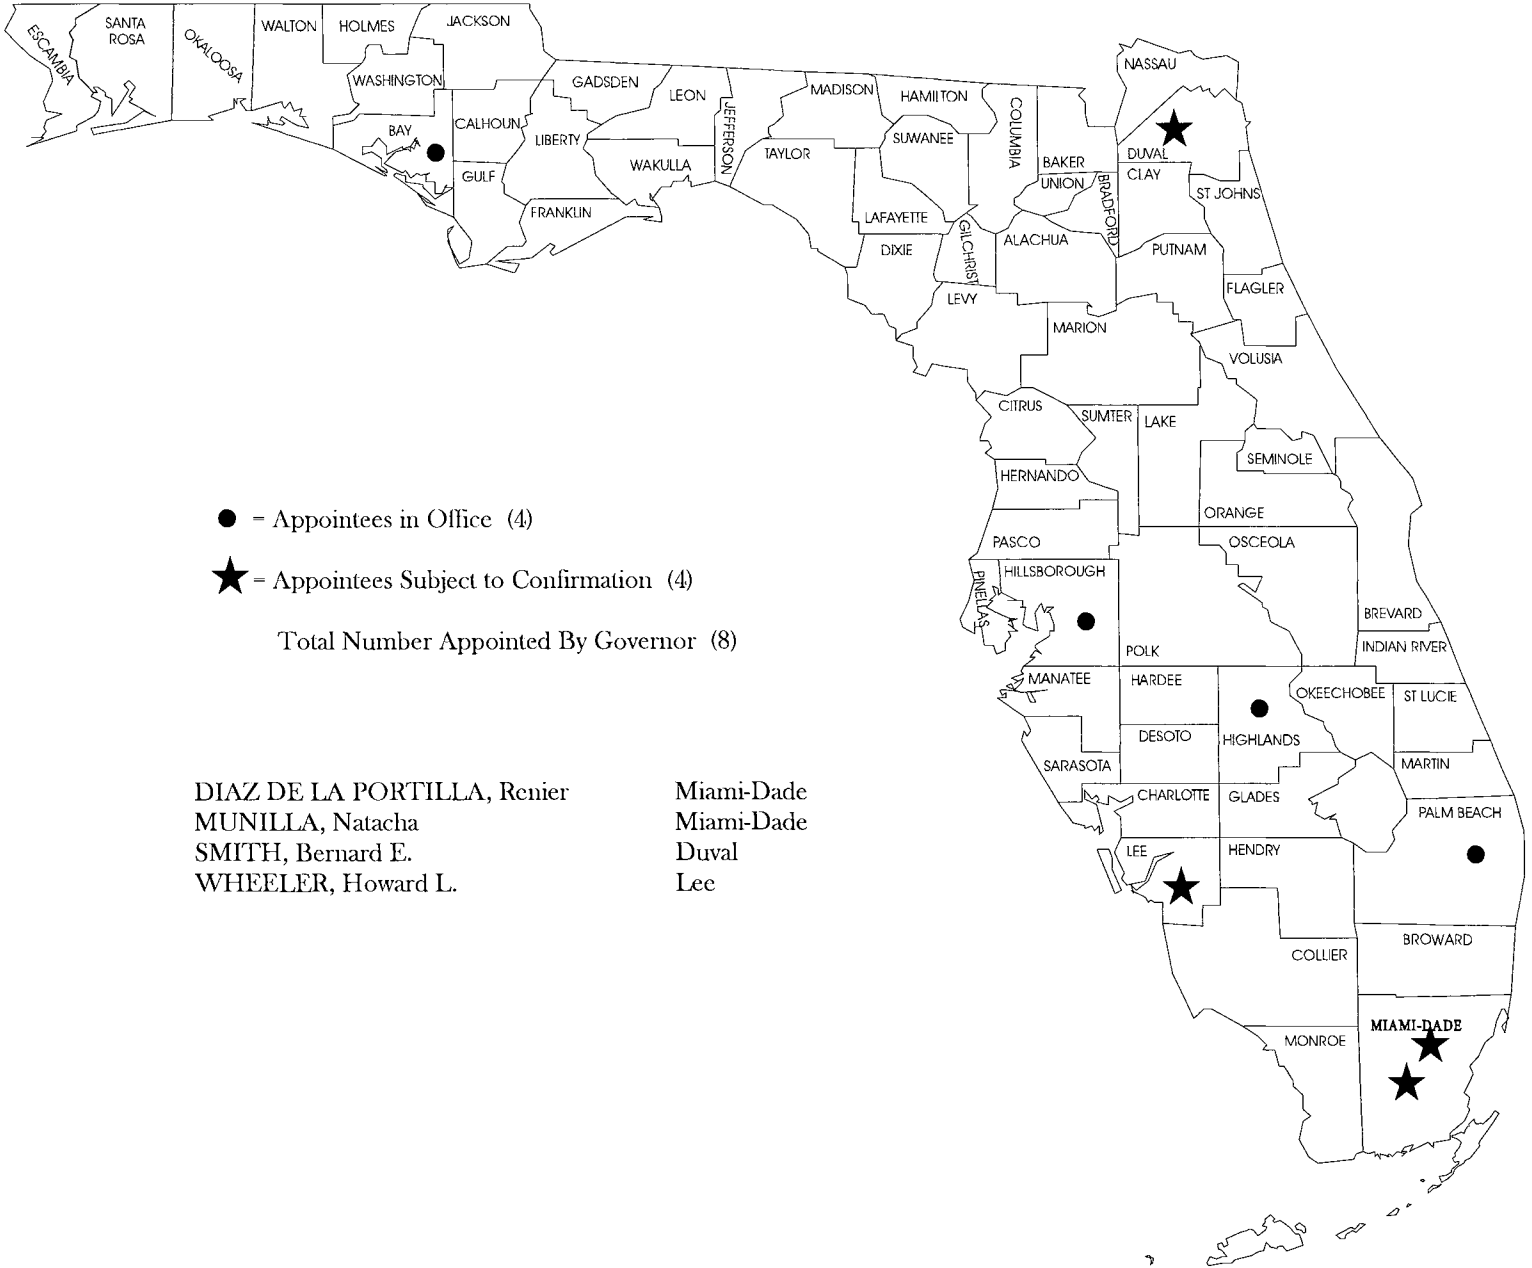 ESCAMBIA
SANTA
ROSA
OKALOOSA
WALTON
HOLMES
JACKSON
WASHINGTON
BAY
CALHOUN
GULF
GADSDEN
LIBERTY
FRANKLIN
LEON
WAKULLA
JEFFERSON
MADISON
TAYLOR
HAMILTON
SUWANEE
LAFAYETTE
DIXIE
GILCHRIST
COLUMBIA
BAKER
UNION
BRADFORD
ALACHUA
LEVY
NASSAU
DUVAL
CLAY
ST JOHNS
PUTNAM
FLAGLER
MARION
VOLUSIA
CITRUS
SUMTER
LAKE
SEMINOLE
HERNANDO
ORANGE
PASCO
OSCEOLA
PINELLAS
HILLSBOROUGH
POLK
BREVARD
INDIAN RIVER
MANATEE
HARDEE
OKEECHOBEE
ST LUCIE
DESOTO
HIGHLANDS
SARASOTA
MARTIN
CHARLOTTE
GLADES
PALM BEACH
LEE
HENDRY
BROWARD
COLLIER
MIAMI-DADE
MONROE
= Appointees in Office (4)
= Appointees Subject to Confirmation (4)
Total Number Appointed By Governor (8)
DIAZ DE LA PORTILLA, Renier Miami-Dade
MUNILLA, Natacha Miami-Dade
SMITH, Bernard E. Duval
WHEELER, Howard L. Lee